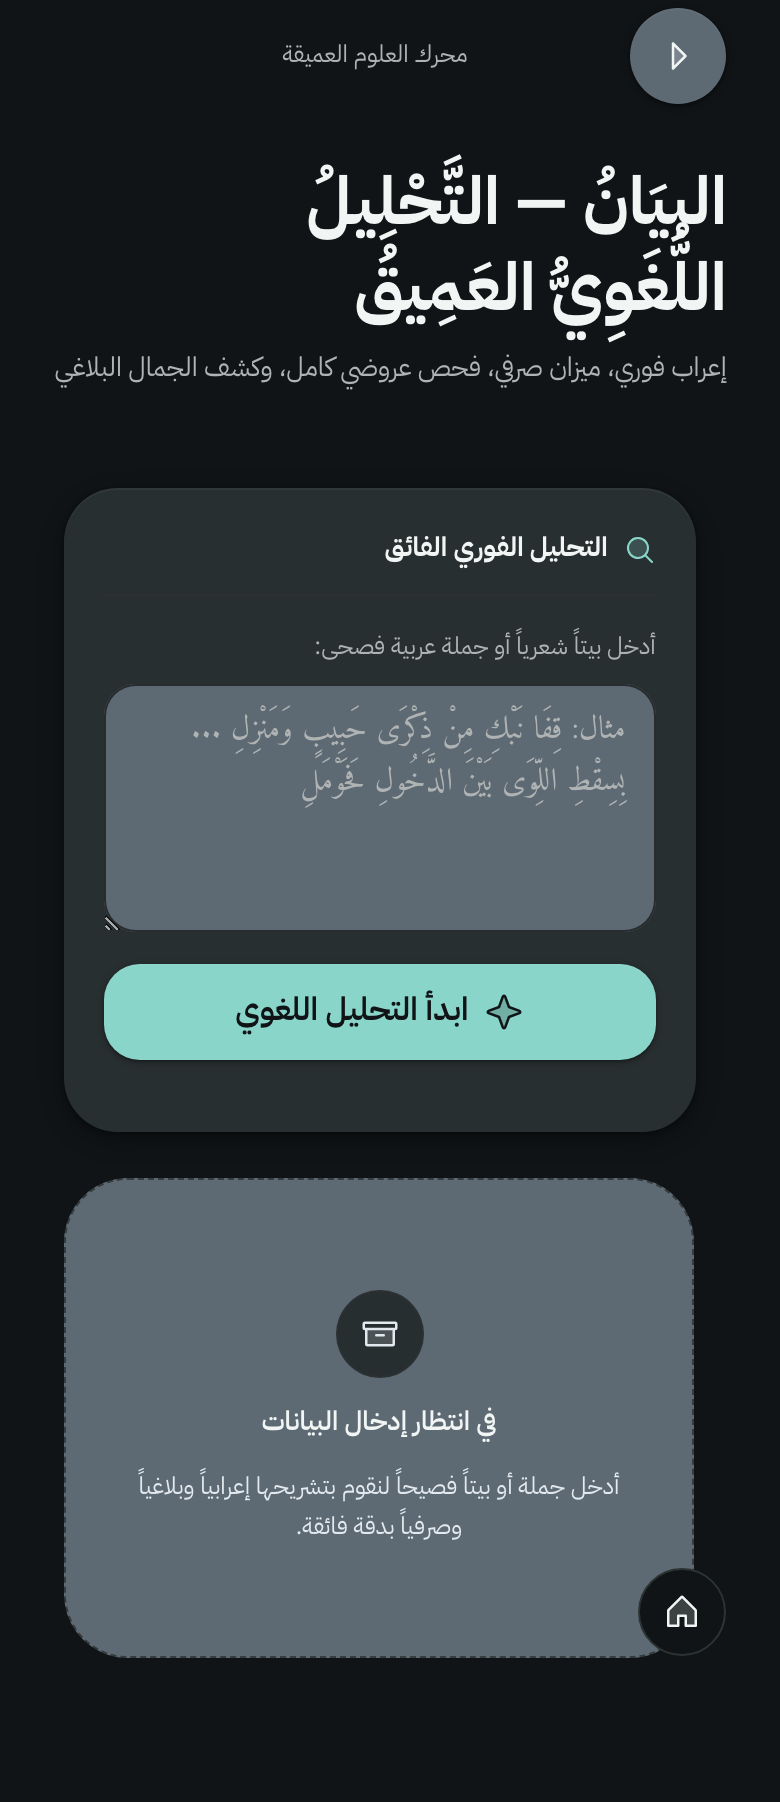 محرك العلوم العميقة
البيَانُ — التَّحْلِيلُ
اللُّغَوِيُّ العَمِيقُ
إعراب فوري، ميزان صرفي، فحص عروضي كامل، وكشف الجمال البلاغي
التحليل الفوري الفائق
أدخل بيتاً شعرياً أو جملة عربية فصحى:
مثال: قِفَا نَبْكِ مِنْ ذِكْرَى حَبِيبٍ وَمَنْزِلِ ...
بِسِقْطِ اللِّوَى بَيْنَ الدَّخُولِ فَحَوْمَلِ
ابدأ التحليل اللغوي
في انتظار إدخال البيانات
أدخل جملة أو بيتاً فصيحاً لنقوم بتشريحها إعرابياً وبلاغياً
وصرفياً بدقة فائقة.